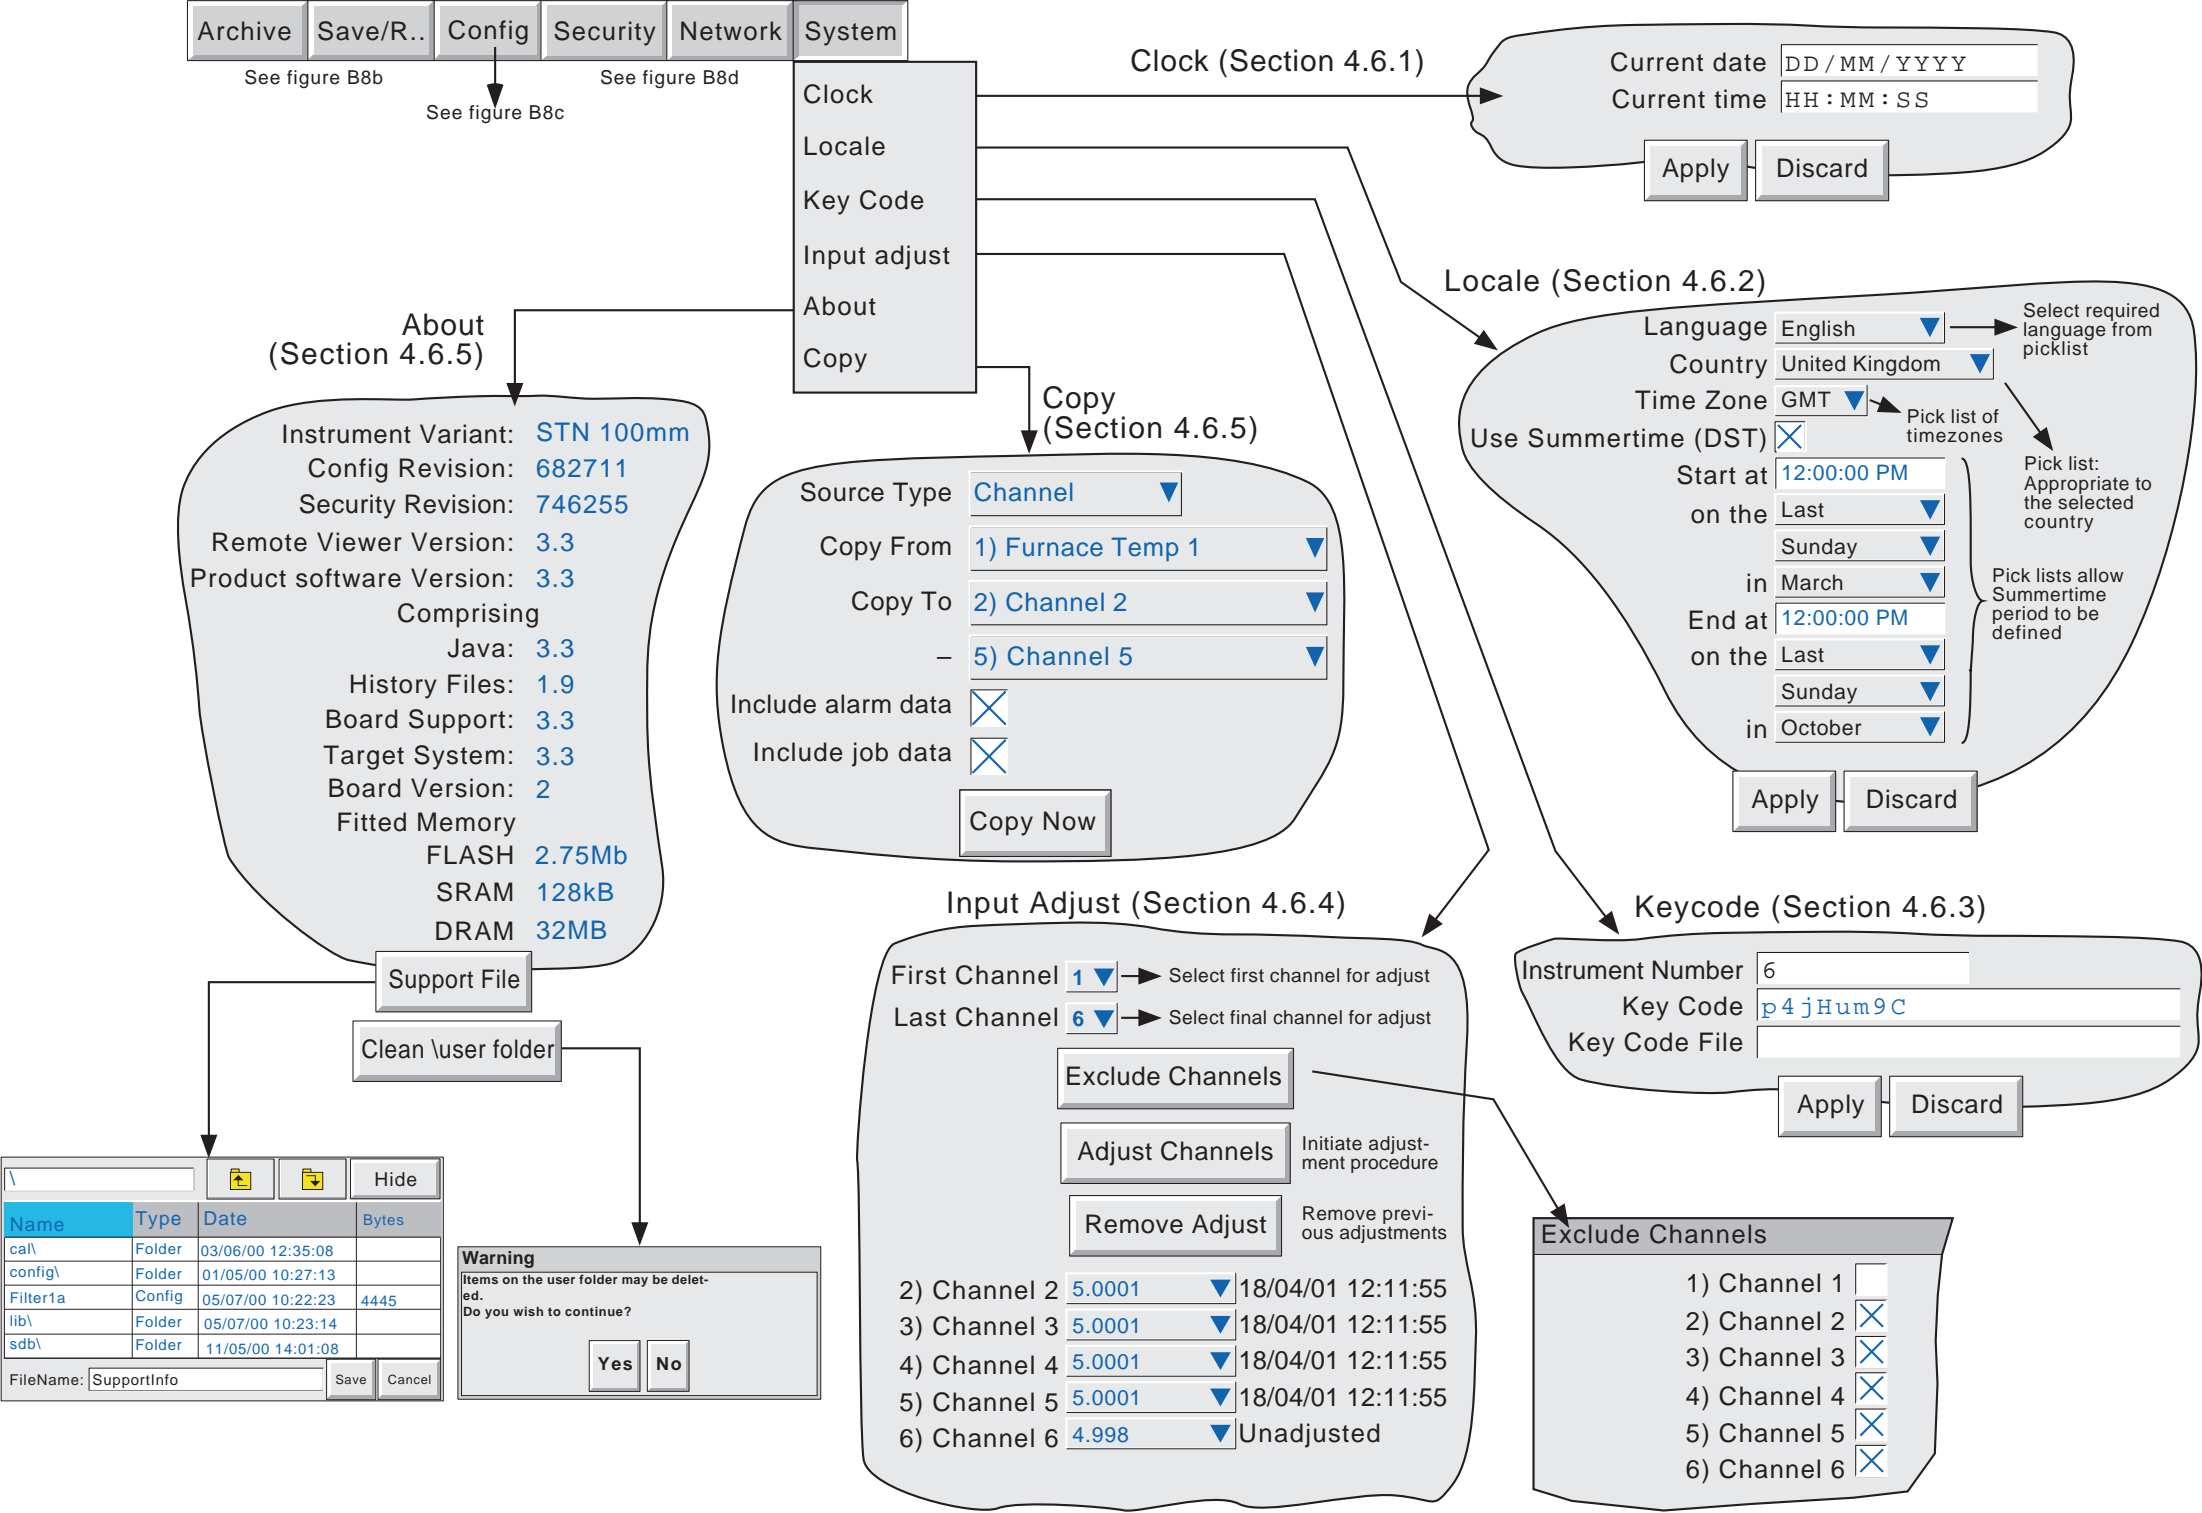 Archive Save/R.. Config Security Network System
See figure B8b
See figure B8d
See figure B8c
Clock
Locale
Key Code
Input adjust
About
Copy
Clock (Section 4.6.1)
Current date DD/MM/YYYY
Current time HH:MM:SS
Apply Discard
Locale (Section 4.6.2)
Language English
Select required
language from
picklist
Country United Kingdom
Time Zone GMT
Pick list of
timezones
Use Summertime (DST)
Pick list:
Appropriate to
the selected
country
Start at 12:00:00 PM
on the Last
Sunday
in March
End at 12:00:00 PM
on the Last
Sunday
in October
Pick lists allow
Summertime
period to be
defined
Apply Discard
About
(Section 4.6.5)
Instrument Variant: STN 100mm
Config Revision: 682711
Security Revision: 746255
Remote Viewer Version: 3.3
Product software Version: 3.3
Comprising
Java: 3.3
History Files: 1.9
Board Support: 3.3
Target System: 3.3
Board Version: 2
Fitted Memory
FLASH 2.75Mb
SRAM 128kB
DRAM 32MB
Support File
Clean \user folder
Copy
(Section 4.6.5)
Source Type Channel
Copy From 1) Furnace Temp 1
Copy To 2) Channel 2
– 5) Channel 5
Include alarm data
Include job data
Copy Now
Input Adjust (Section 4.6.4)
First Channel 1 Select first channel for adjust
Last Channel 6 Select final channel for adjust
Exclude Channels
Adjust Channels
Initiate adjust-
ment procedure
Remove Adjust
Remove previ-
ous adjustments
2) Channel 2 5.0001 18/04/01 12:11:55
3) Channel 3 5.0001 18/04/01 12:11:55
4) Channel 4 5.0001 18/04/01 12:11:55
5) Channel 5 5.0001 18/04/01 12:11:55
6) Channel 6 4.998 Unadjusted
Keycode (Section 4.6.3)
Instrument Number 6
Key Code p4jHum9C
Key Code File
Apply Discard
Exclude Channels
1) Channel 1
2) Channel 2
3) Channel 3
4) Channel 4
5) Channel 5
6) Channel 6
\ Hide
Name Type Date Bytes
cal\ Folder 03/06/00 12:35:08
config\ Folder 01/05/00 10:27:13
Filter1a Config 05/07/00 10:22:23 4445
lib\ Folder 05/07/00 10:23:14
sdb\ Folder 11/05/00 14:01:08
FileName: SupportInfo Save Cancel
Warning
Items on the user folder may be delet-
ed.
Do you wish to continue?
Yes No